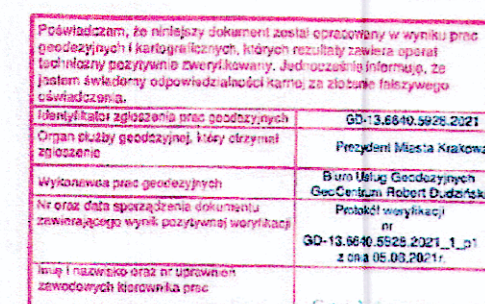 Poświadczam, że niniejszy dokument został opracowany w wyniku prac
geodezyjnych i kartograficznych, których rezultaty zawiera operat
techniczny pozytywnie zweryfikowany. Jednocześnie informuję, że
jestem świadomy odpowiedzialności karnej za złożenie fałszywego
oświadczenia.
Identyfikator zgłoszenia prac geodezyjnych GD-13.6640.5928.2021
Organ służby geodezyjnej, który otrzymał
zgłoszenie
Prezydent Miasta Krakowa
Wykonawca prac geodezyjnych
Biuro Usług Geodezyjnych
GeoCentrum Robert Dudziński
Nr oraz data sporządzenia dokumentu
zawierającego wynik pozytywnej weryfikacji
Protokół weryfikacji
nr
GD-13.6640.5928.2021_1_p1
z dnia 05.08.2021r.
Imię i nazwisko oraz nr uprawnień
zawodowych kierownika prac